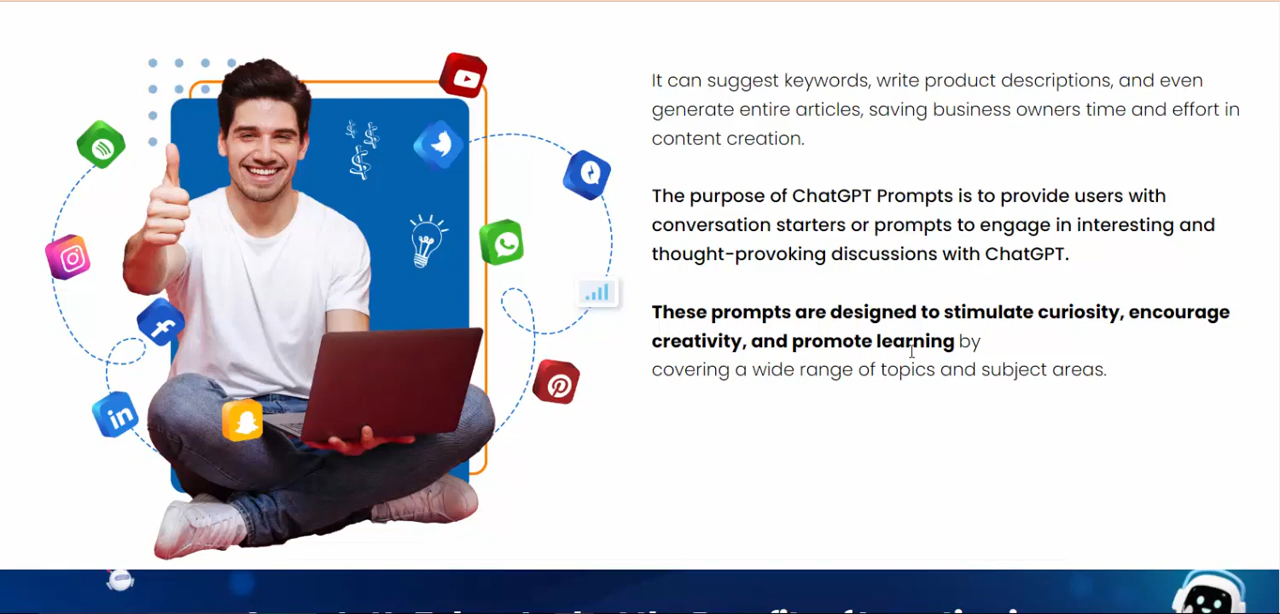 It can suggest keywords, write product descriptions, and even
generate entire articles, saving business owners time and effort in
content creation.
The purpose of ChatGPT Prompts is to provide users with
conversation starters or prompts to engage in interesting and
thought-provoking discussions with ChatGPT.
These prompts are designed to stimulate curiosity, encourage
creativity, and promote learning by
covering a wide range of topics and subject areas.
in